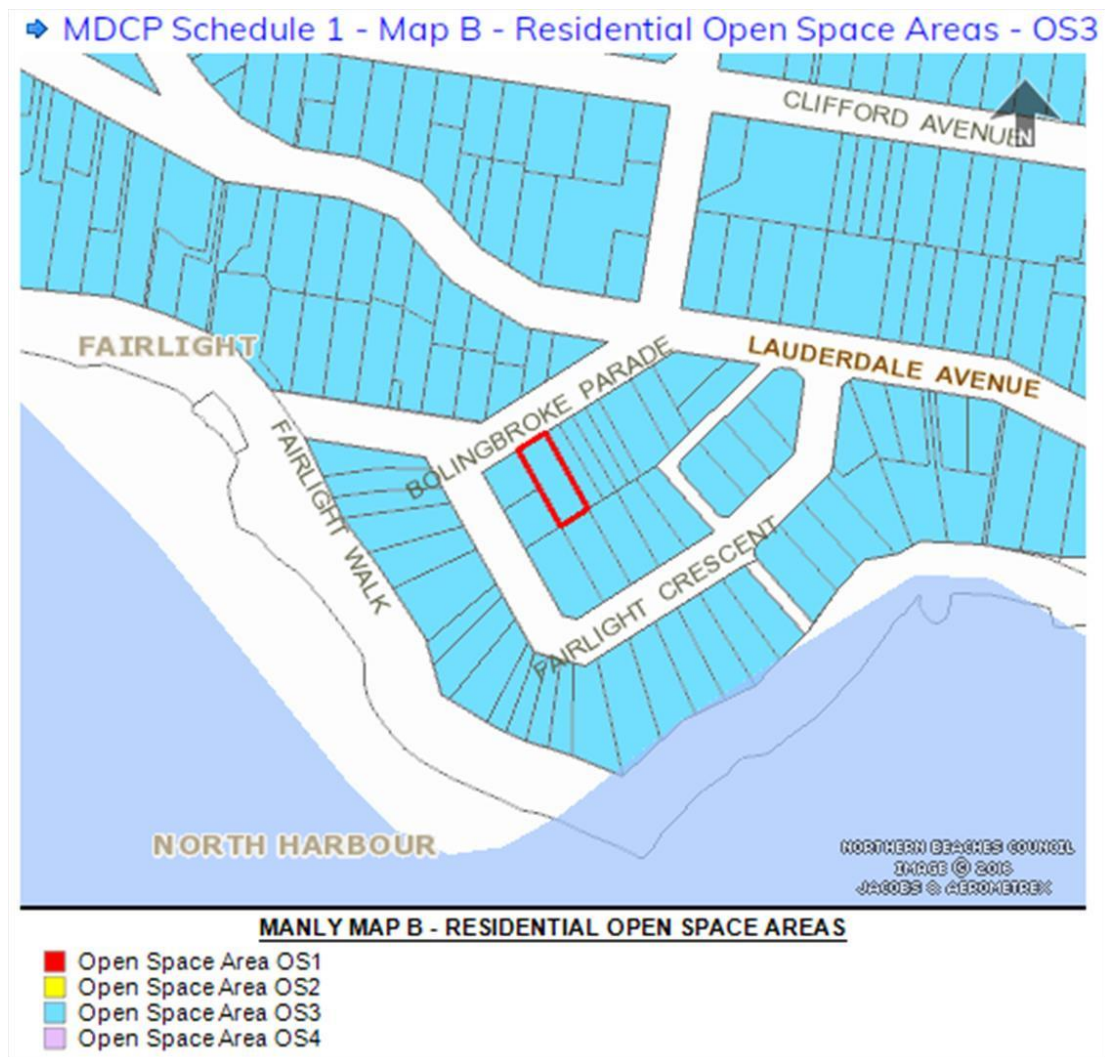 MDCP Schedule 1 - Map B - Residential Open Space Areas - OS3
CLIFFORD AVENUE
N
FAIRLIGHT
LAUDERDALE AVENUE
BOLINGBROKE PARADE
FAIRLIGHT WALK
FAIRLIGHT CRESCENT
NORTH HARBOUR
NORTHERN BEACHES COUNCIL
IMAGE © 2016
JACOBS & AEROMETREX
MANLY MAP B - RESIDENTIAL OPEN SPACE AREAS
Open Space Area OS1
Open Space Area OS2
Open Space Area OS3
Open Space Area OS4